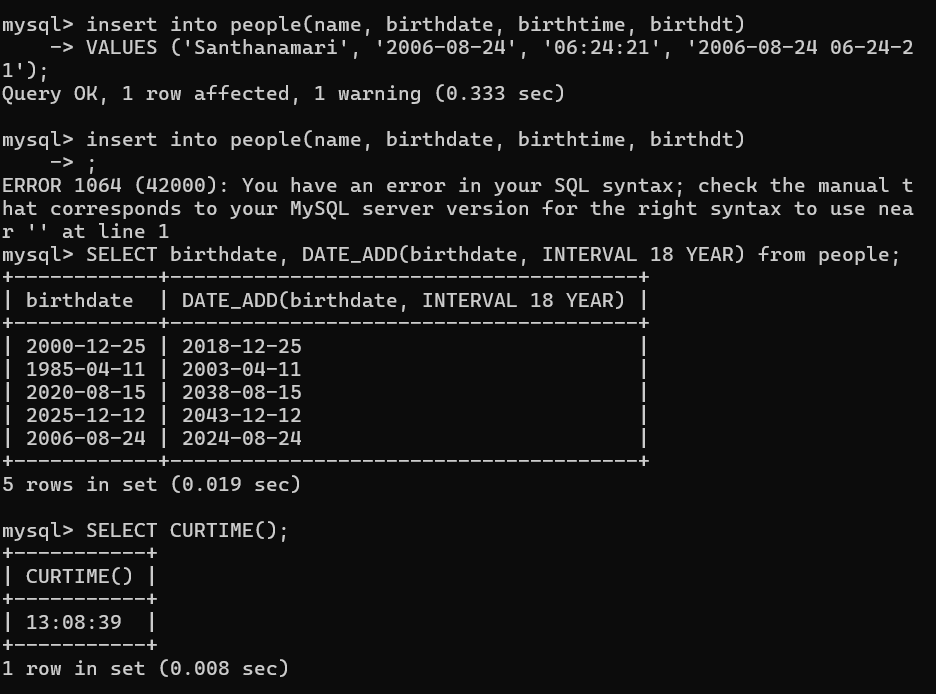 mysql> insert into people(name, birthdate, birthtime, birthdt)
    -> VALUES ('Santhanamari', '2006-08-24', '06:24:21', '2006-08-24 06-24-2
1');
Query OK, 1 row affected, 1 warning (0.333 sec)

mysql> insert into people(name, birthdate, birthtime, birthdt)
    -> ;
ERROR 1064 (42000): You have an error in your SQL syntax; check the manual t
hat corresponds to your MySQL server version for the right syntax to use nea
r '' at line 1
mysql> SELECT birthdate, DATE_ADD(birthdate, INTERVAL 18 YEAR) from people;
+------------+---------------------------------------+
| birthdate  | DATE_ADD(birthdate, INTERVAL 18 YEAR) |
+------------+---------------------------------------+
| 2000-12-25 | 2018-12-25                            |
| 1985-04-11 | 2003-04-11                            |
| 2020-08-15 | 2038-08-15                            |
| 2025-12-12 | 2043-12-12                            |
| 2006-08-24 | 2024-08-24                            |
+------------+---------------------------------------+
5 rows in set (0.019 sec)

mysql> SELECT CURTIME();
+-----------+
| CURTIME() |
+-----------+
| 13:08:39  |
+-----------+
1 row in set (0.008 sec)